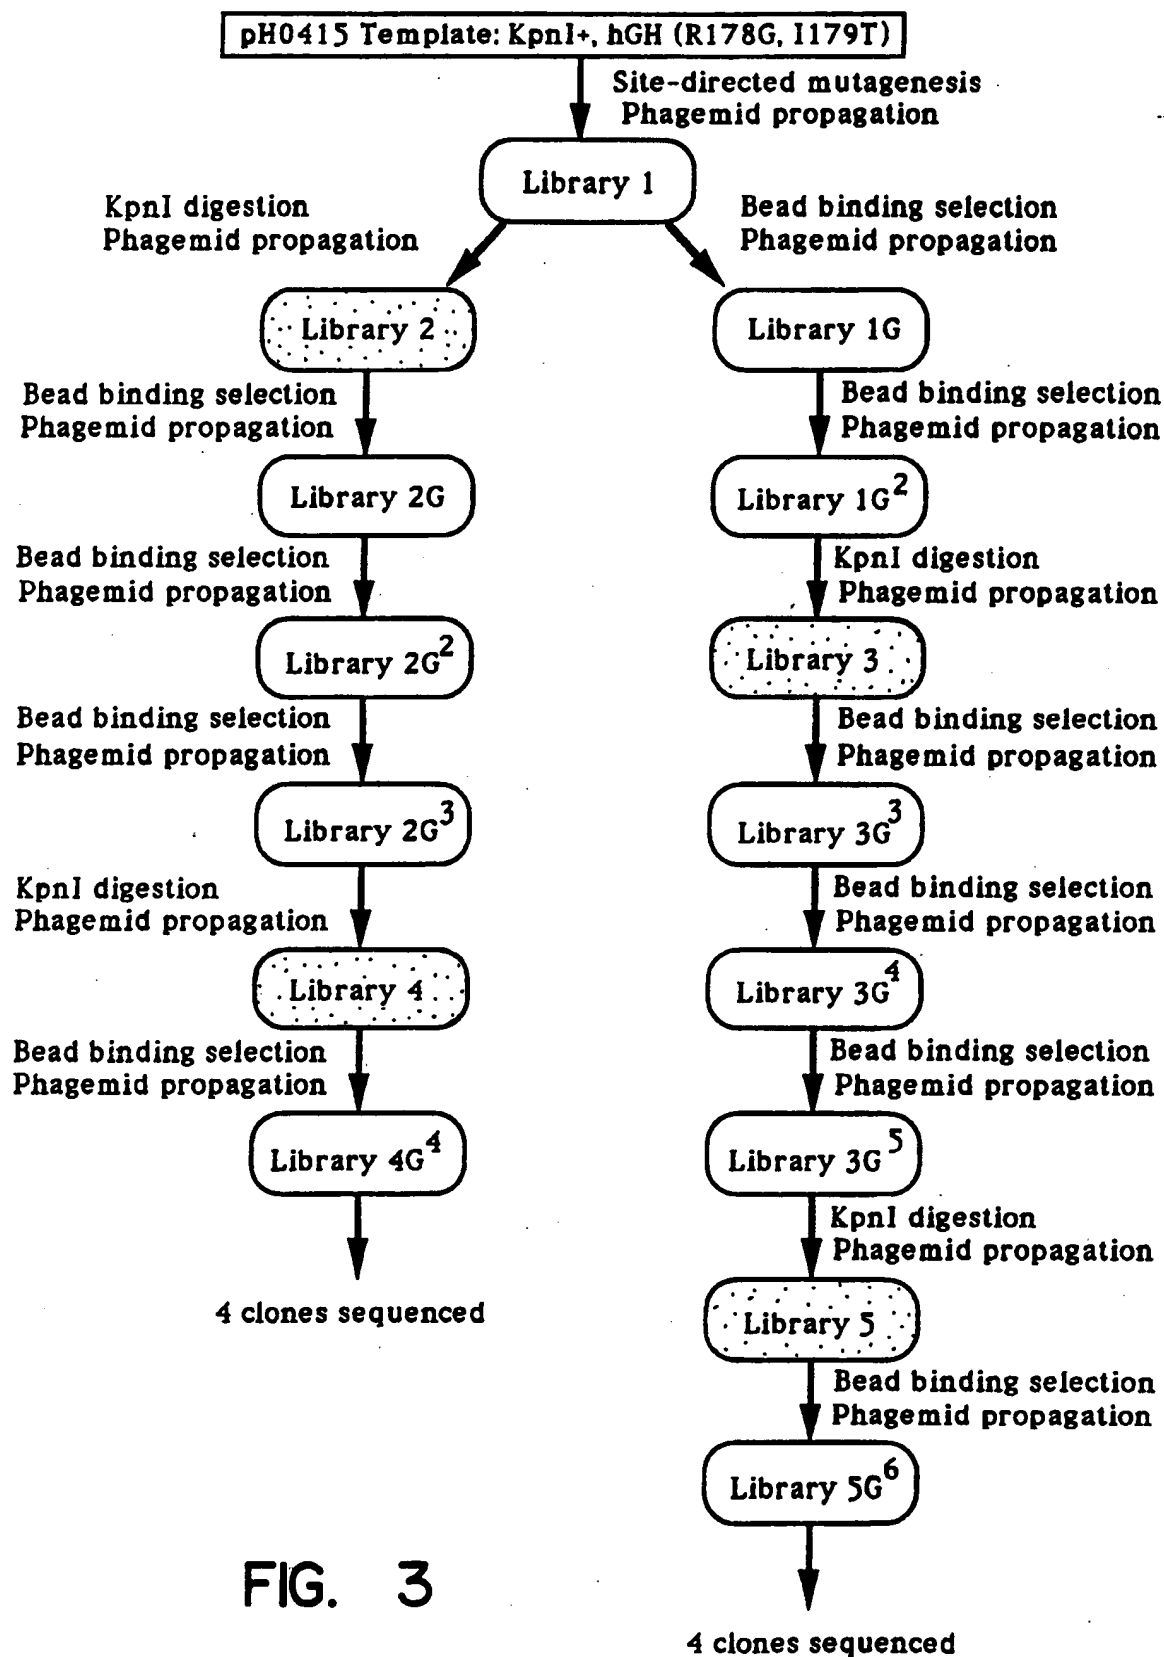 pH0415 Template: KpnI+, hGH (R178G, I179T)
Site-directed mutagenesis
Phagemid propagation
Library 1
KpnI digestion
Phagemid propagation
Bead binding selection
Phagemid propagation
Library 2
Library 1G
Bead binding selection
Phagemid propagation
Bead binding selection
Phagemid propagation
Library 2G
Library 1G²
Bead binding selection
Phagemid propagation
KpnI digestion
Phagemid propagation
Library 2G²
Library 3
Bead binding selection
Phagemid propagation
Bead binding selection
Phagemid propagation
Library 2G³
Library 3G³
KpnI digestion
Phagemid propagation
Bead binding selection
Phagemid propagation
Library 4
Library 3G⁴
Bead binding selection
Phagemid propagation
Bead binding selection
Phagemid propagation
Library 4G⁴
Library 3G⁵
KpnI digestion
Phagemid propagation
4 clones sequenced
Library 5
Bead binding selection
Phagemid propagation
Library 5G⁶
FIG. 3
4 clones sequenced